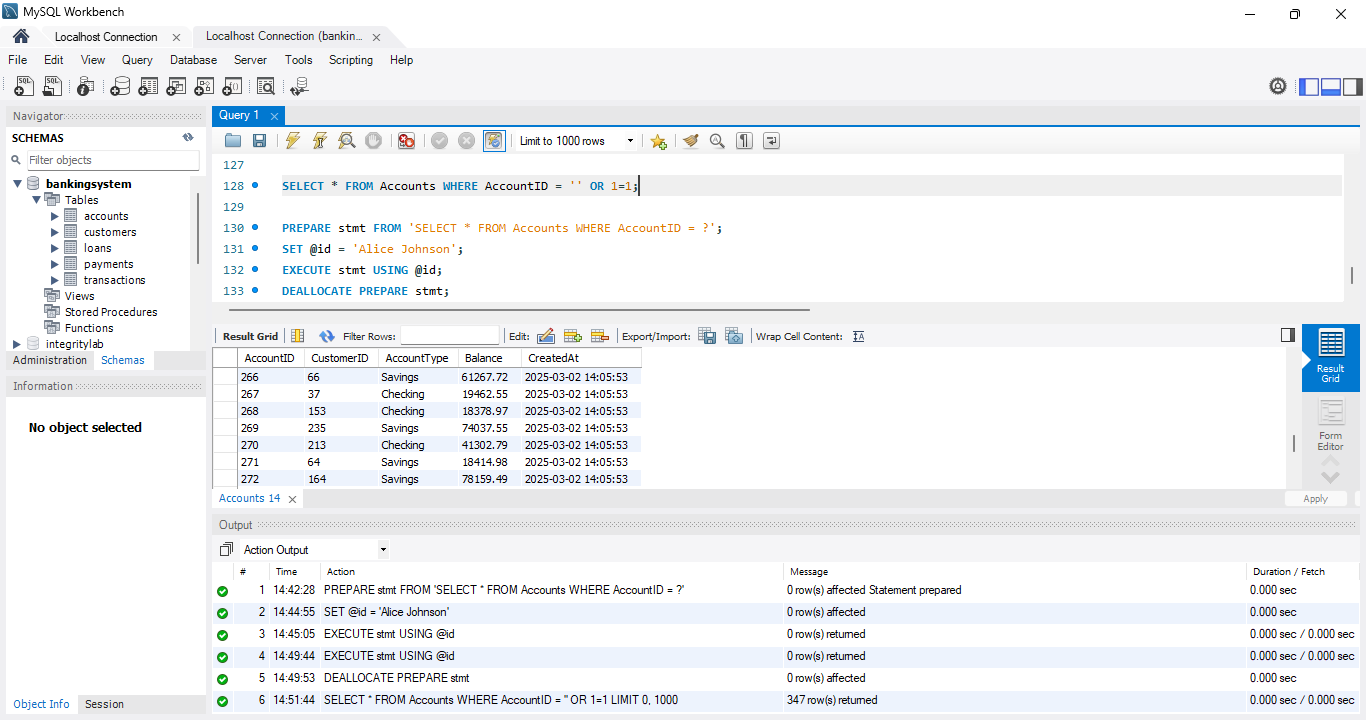 MySQL Workbench
Localhost Connection
Localhost Connection (bankin...
File Edit View Query Database Server Tools Scripting Help
Navigator
SCHEMAS
Filter objects
bankingsystem
Tables
accounts
customers
loans
payments
transactions
Views
Stored Procedures
Functions
integritylab
Administration Schemas
Information
No object selected
Object Info Session
Query 1
Limit to 1000 rows
127
128 SELECT * FROM Accounts WHERE AccountID = '' OR 1=1;
129
130 PREPARE stmt FROM 'SELECT * FROM Accounts WHERE AccountID = ?';
131 SET @id = 'Alice Johnson';
132 EXECUTE stmt USING @id;
133 DEALLOCATE PREPARE stmt;
Result Grid Filter Rows: Edit: Export/Import: Wrap Cell Content:
AccountID CustomerID AccountType Balance CreatedAt
266 66 Savings 61267.72 2025-03-02 14:05:53
267 37 Checking 19462.55 2025-03-02 14:05:53
268 153 Checking 18378.97 2025-03-02 14:05:53
269 235 Savings 74037.55 2025-03-02 14:05:53
270 213 Checking 41302.79 2025-03-02 14:05:53
271 64 Savings 18414.98 2025-03-02 14:05:53
272 164 Savings 78159.49 2025-03-02 14:05:53
Result
Grid
Form
Editor
Accounts 14
Apply
Output
Action Output
# Time Action Message Duration / Fetch
1 14:42:28 PREPARE stmt FROM 'SELECT * FROM Accounts WHERE AccountID = ?' 0 row(s) affected Statement prepared 0.000 sec
2 14:44:55 SET @id = 'Alice Johnson' 0 row(s) affected 0.000 sec
3 14:45:05 EXECUTE stmt USING @id 0 row(s) returned 0.000 sec / 0.000 sec
4 14:49:44 EXECUTE stmt USING @id 0 row(s) returned 0.000 sec / 0.000 sec
5 14:49:53 DEALLOCATE PREPARE stmt 0 row(s) affected 0.000 sec
6 14:51:44 SELECT * FROM Accounts WHERE AccountID = '' OR 1=1 LIMIT 0, 1000 347 row(s) returned 0.000 sec / 0.000 sec